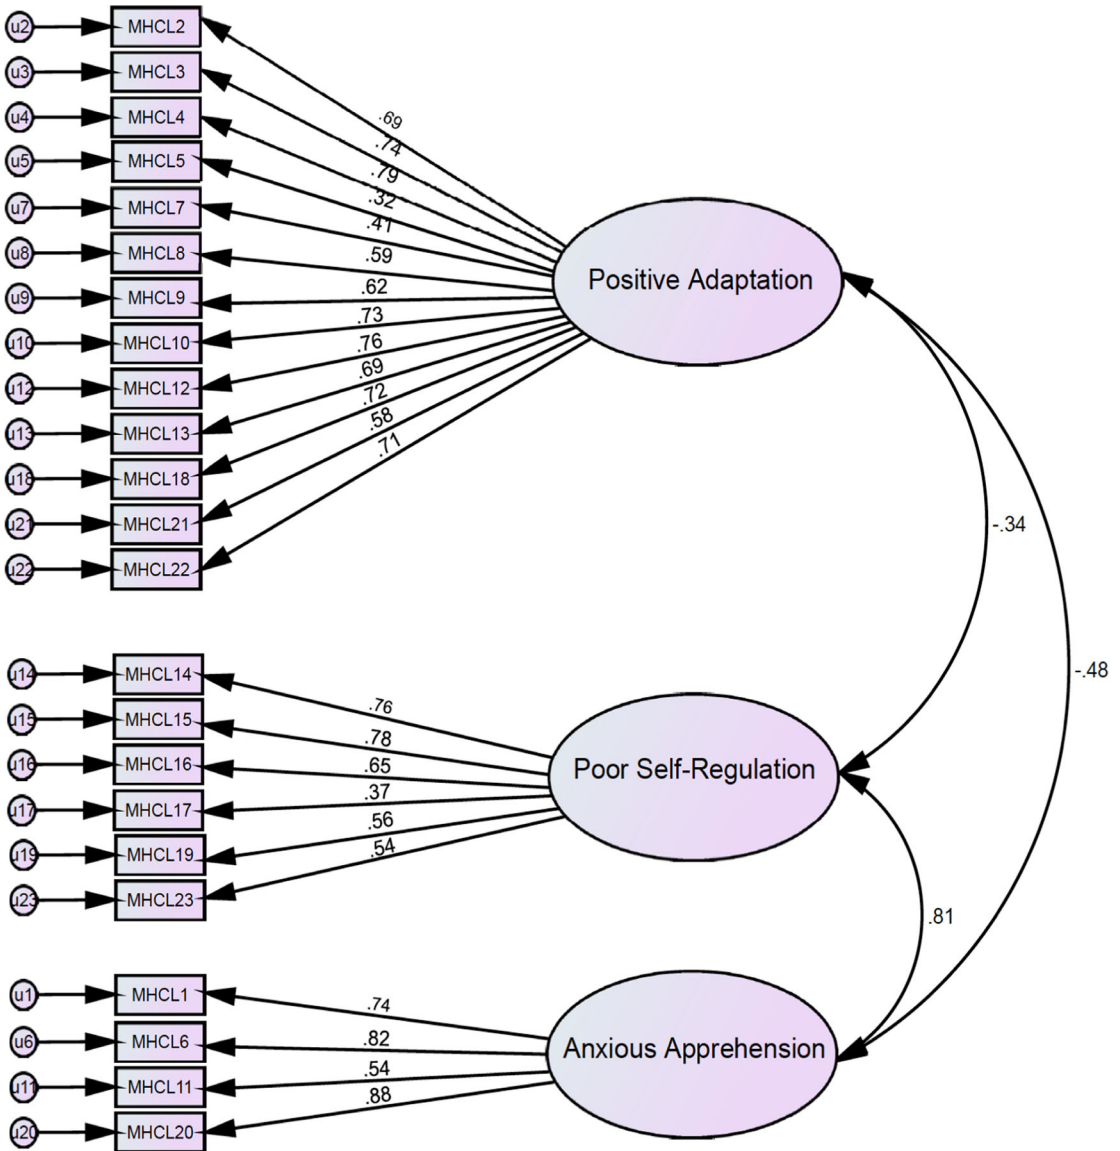 u2 MHCL2
u3 MHCL3
u4 MHCL4
u5 MHCL5
u7 MHCL7
u8 MHCL8
u9 MHCL9
u10 MHCL10
u12 MHCL12
u13 MHCL13
u18 MHCL18
u21 MHCL21
u22 MHCL22
.69
.74
.79
.32
.41
.59
.62
.73
.76
.69
.72
.58
.71
Positive Adaptation
-.34
-.48
u14 MHCL14
u15 MHCL15
u16 MHCL16
u17 MHCL17
u19 MHCL19
u23 MHCL23
.76
.78
.65
.37
.56
.54
Poor Self-Regulation
.81
u1 MHCL1
u6 MHCL6
u11 MHCL11
u20 MHCL20
.74
.82
.54
.88
Anxious Apprehension